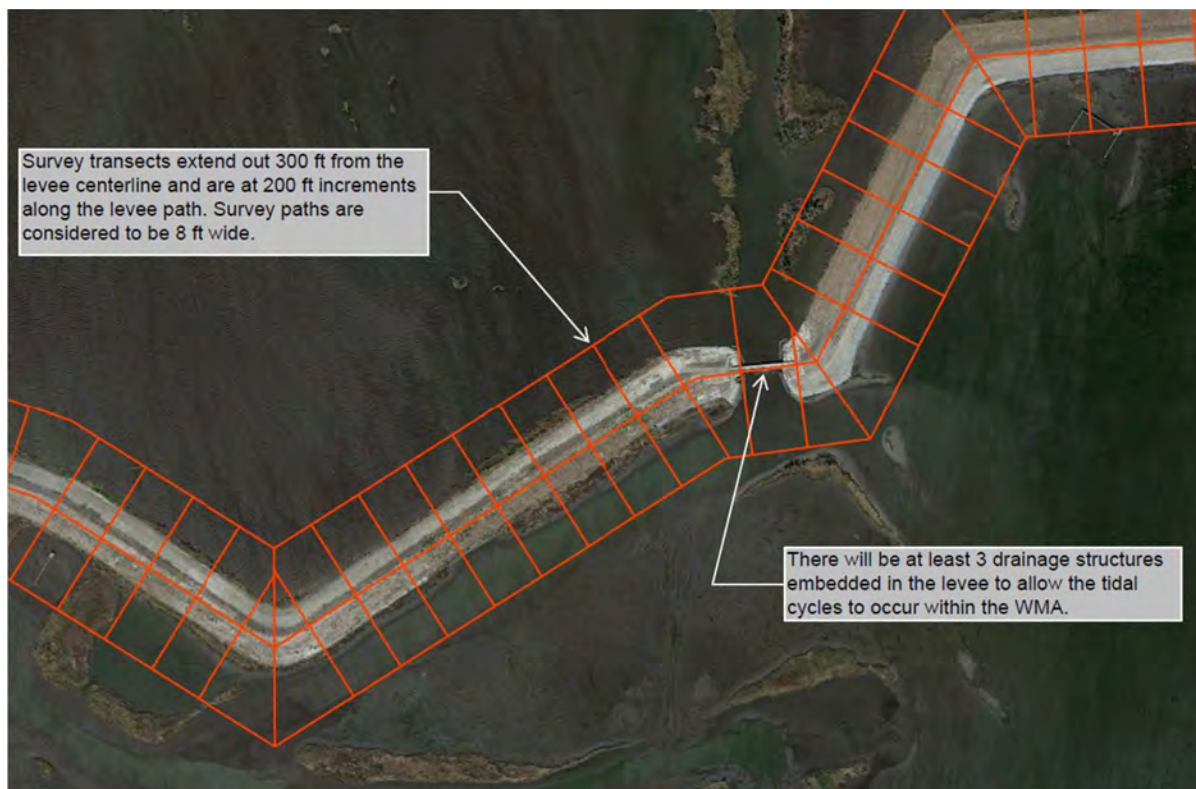 Survey transects extend out 300 ft from the
levee centerline and are at 200 ft increments
along the levee path. Survey paths are
considered to be 8 ft wide.
There will be at least 3 drainage structures
embedded in the levee to allow the tidal
cycles to occur within the WMA.